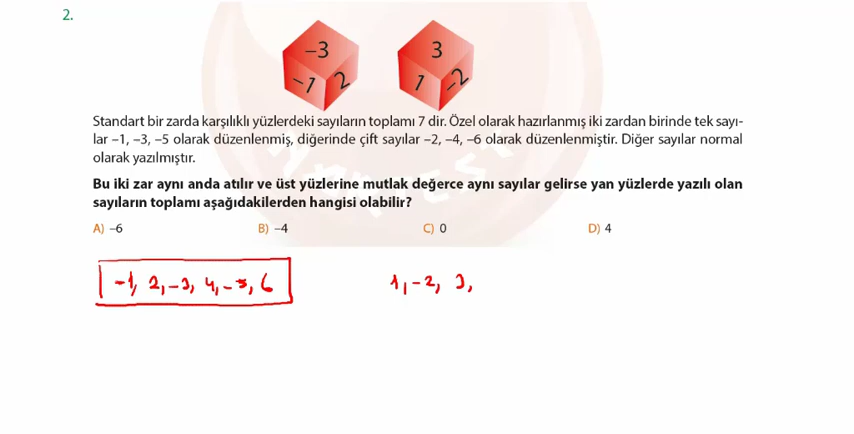 2.
-3
-1 2
3
1 -2
Standart bir zarda karşılıklı yüzlerdeki sayıların toplamı 7 dir. Özel olarak hazırlanmış iki zardan birinde tek sayı-
lar –1, –3, –5 olarak düzenlenmiş, diğerinde çift sayılar –2, –4, –6 olarak düzenlenmiştir. Diğer sayılar normal
olarak yazılmıştır.
Bu iki zar aynı anda atılır ve üst yüzlerine mutlak değerce aynı sayılar gelirse yan yüzlerde yazılı olan
sayıların toplamı aşağıdakilerden hangisi olabilir?
A) –6 B) –4 C) 0 D) 4
-1, 2, -3, 4, -5, 6 1, -2, 3,